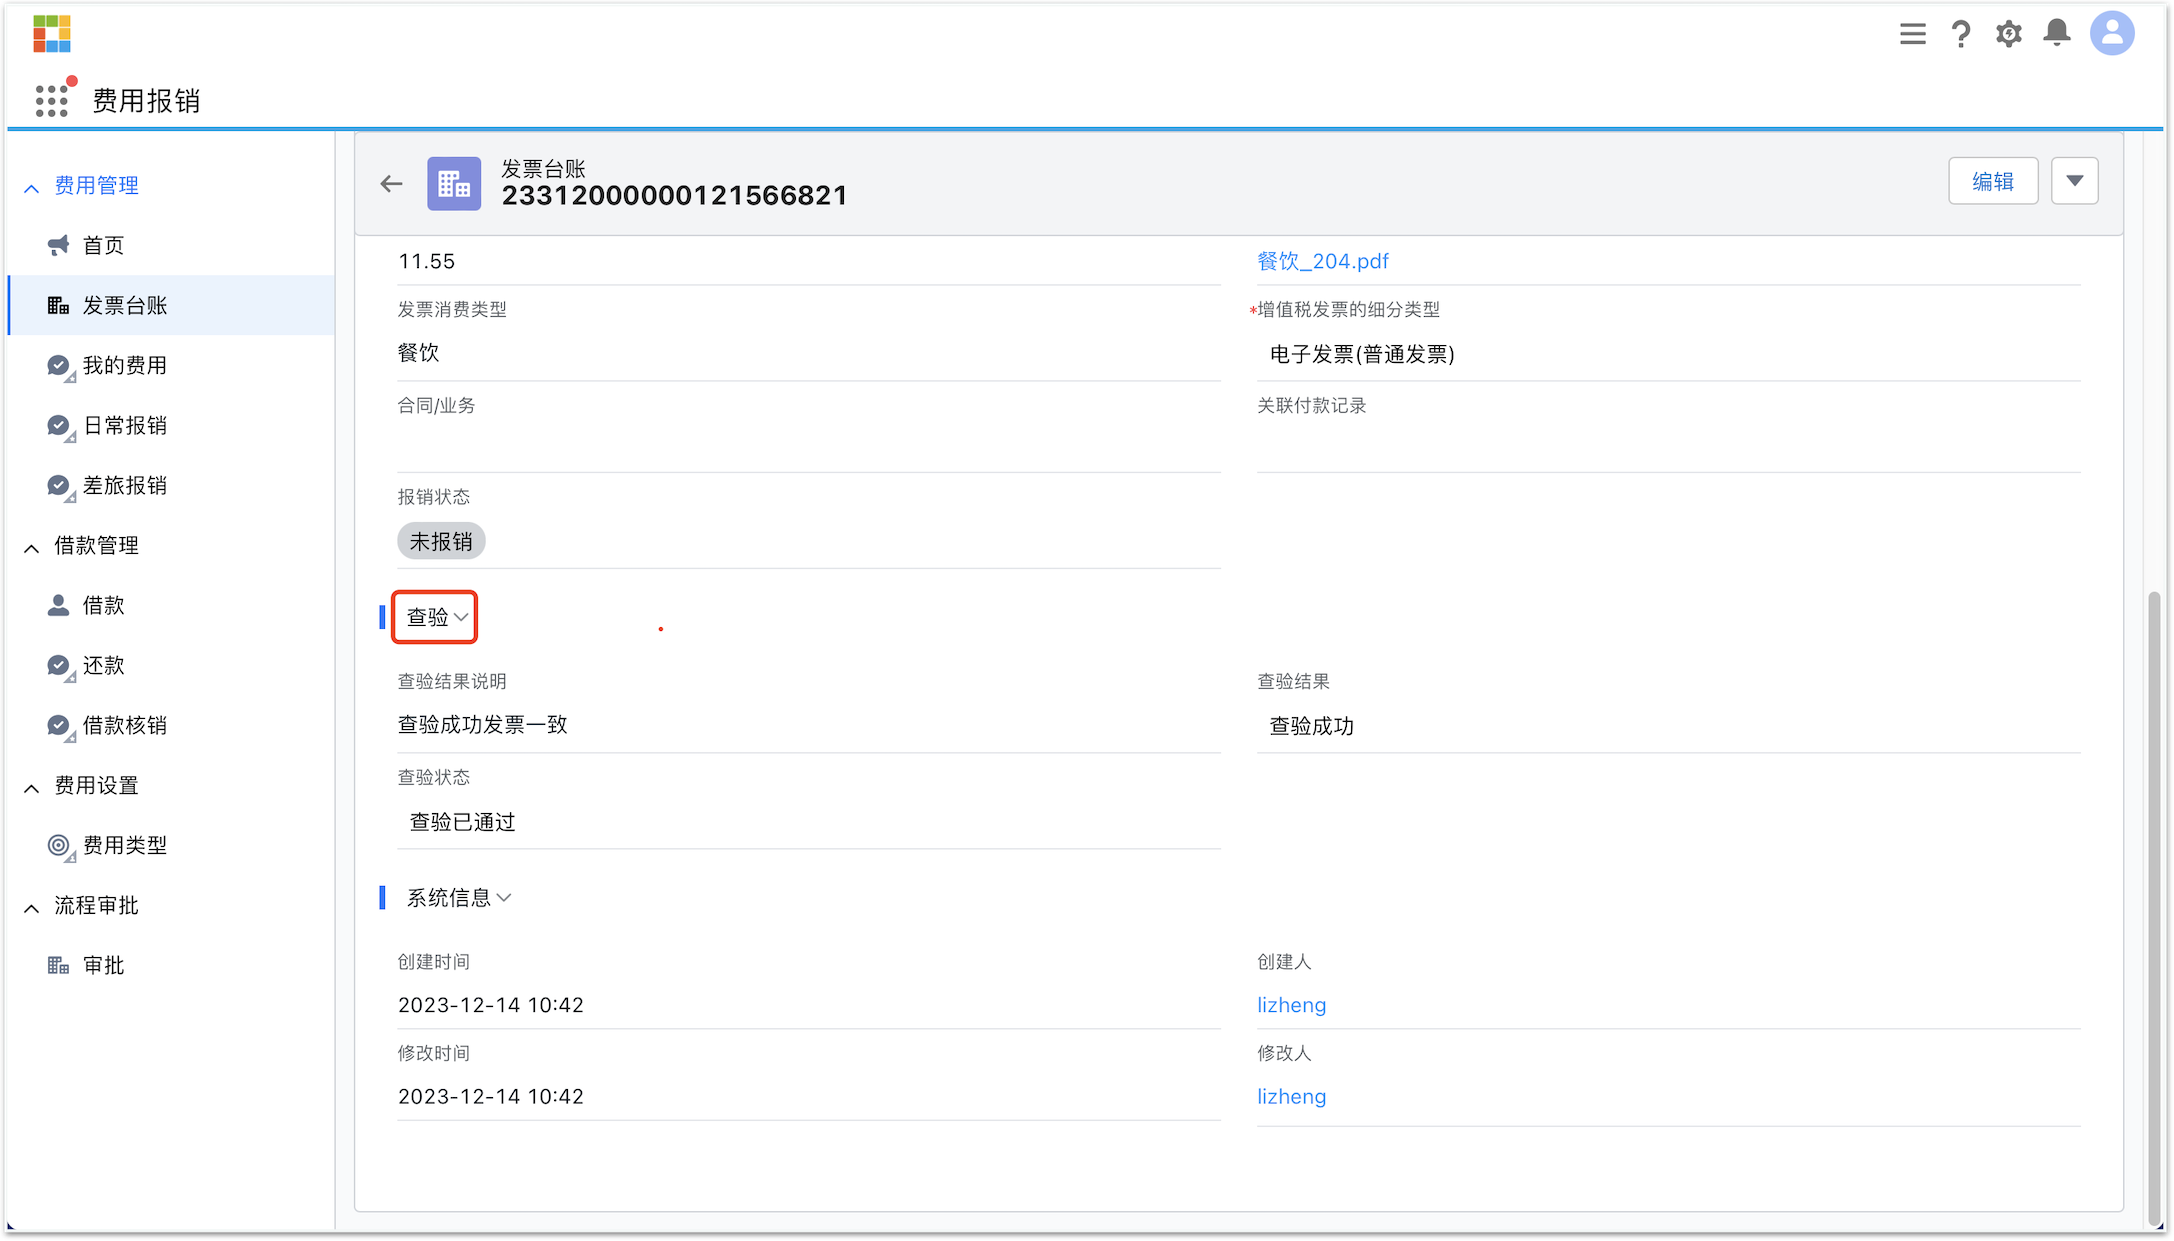 费用报销
费用管理
首页
发票台账
我的费用
日常报销
差旅报销
借款管理
借款
还款
借款核销
费用设置
费用类型
流程审批
审批
发票台账
23312000000121566821
编辑
11.55
餐饮_204.pdf
发票消费类型
*增值税发票的细分类型
餐饮
电子发票(普通发票)
合同/业务
关联付款记录
报销状态
未报销
查验
查验结果说明
查验结果
查验成功发票一致
查验成功
查验状态
查验已通过
系统信息
创建时间
创建人
2023-12-14 10:42
lizheng
修改时间
修改人
2023-12-14 10:42
lizheng